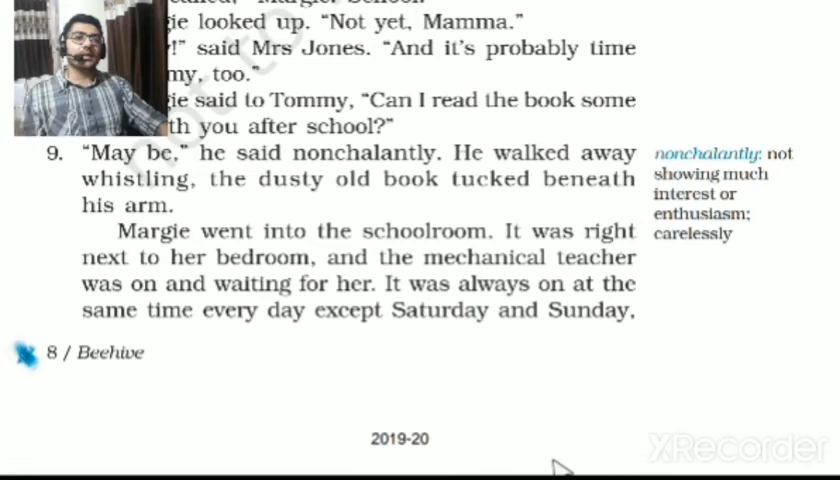 gie looked up. "Not yet, Mamma."
!" said Mrs Jones. "And it's probably time
my, too."
gie said to Tommy, "Can I read the book some
th you after school?"
9. "May be," he said nonchalantly. He walked away
whistling, the dusty old book tucked beneath
his arm.
nonchalantly: not
showing much
interest or
enthusiasm;
carelessly
Margie went into the schoolroom. It was right
next to her bedroom, and the mechanical teacher
was on and waiting for her. It was always on at the
same time every day except Saturday and Sunday,
8 / Beehive
2019-20
XRecorder
not to